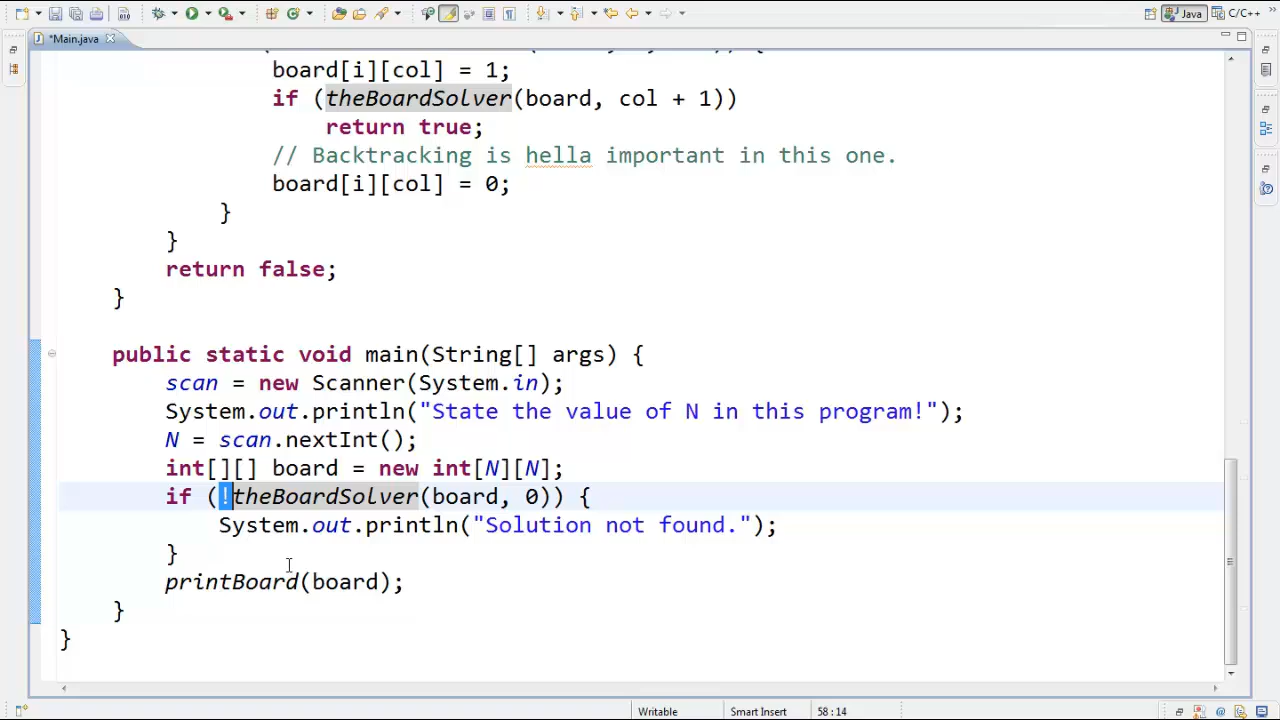 Java
C/C++
*Main.java
board[i][col] = 1;
if (theBoardSolver(board, col + 1))
return true;
// Backtracking is hella important in this one.
board[i][col] = 0;
}
}
return false;
}
public static void main(String[] args) {
scan = new Scanner(System.in);
System.out.println("State the value of N in this program!");
N = scan.nextInt();
int[][] board = new int[N][N];
if (!theBoardSolver(board, 0)) {
System.out.println("Solution not found.");
}
printBoard(board);
}
}
Writable
Smart Insert
58:14